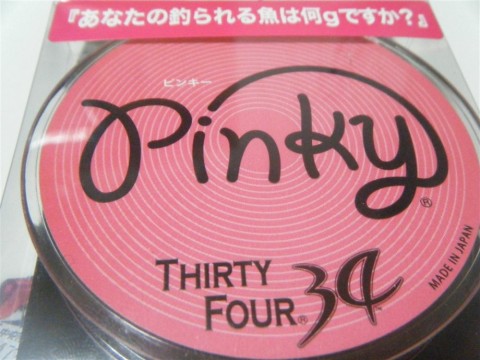 『あなたの釣られる魚は何gですか?』
ピンキー
Pinky®
THIRTY
FOUR® 34
MADE IN JAPAN